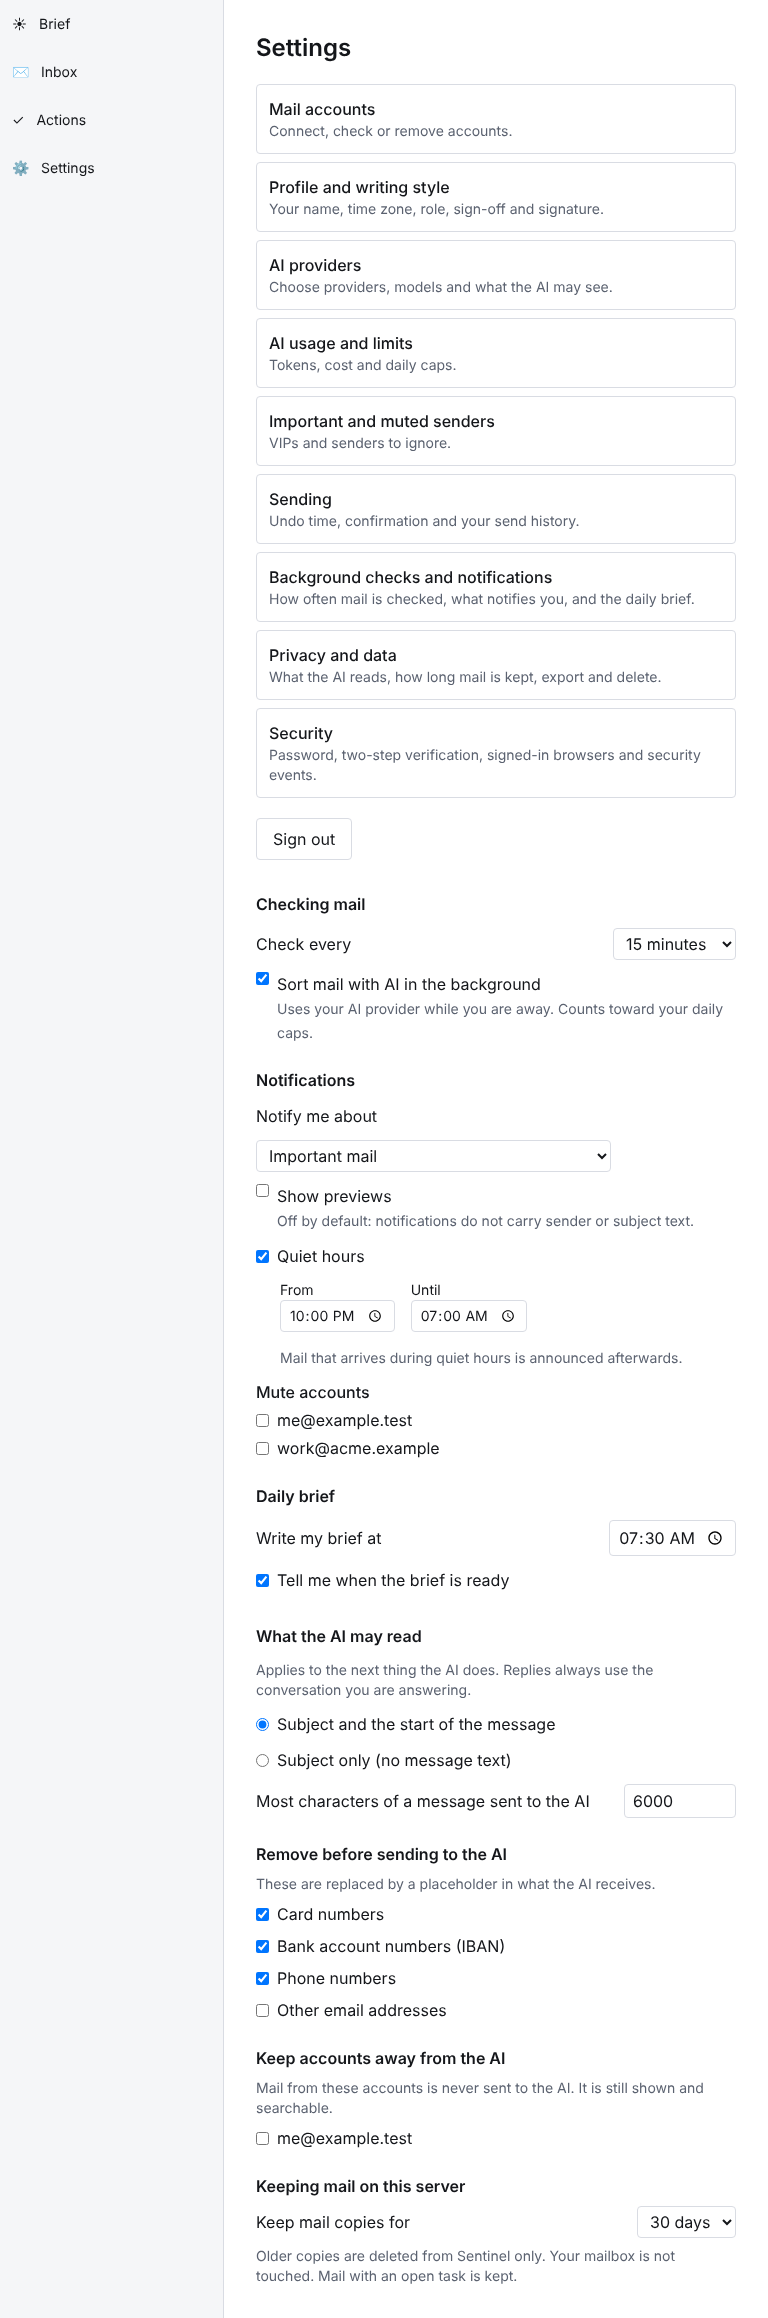 Brief
Inbox
Actions
Settings
Settings
Mail accounts
Connect, check or remove accounts.
Profile and writing style
Your name, time zone, role, sign-off and signature.
AI providers
Choose providers, models and what the AI may see.
AI usage and limits
Tokens, cost and daily caps.
Important and muted senders
VIPs and senders to ignore.
Sending
Undo time, confirmation and your send history.
Background checks and notifications
How often mail is checked, what notifies you, and the daily brief.
Privacy and data
What the AI reads, how long mail is kept, export and delete.
Security
Password, two-step verification, signed-in browsers and security
events.
Sign out
Checking mail
Check every 15 minutes
Sort mail with AI in the background
Uses your AI provider while you are away. Counts toward your daily
caps.
Notifications
Notify me about
Important mail
Show previews
Off by default: notifications do not carry sender or subject text.
Quiet hours
From Until
10:00 PM 07:00 AM
Mail that arrives during quiet hours is announced afterwards.
Mute accounts
me@example.test
work@acme.example
Daily brief
Write my brief at 07:30 AM
Tell me when the brief is ready
What the AI may read
Applies to the next thing the AI does. Replies always use the
conversation you are answering.
Subject and the start of the message
Subject only (no message text)
Most characters of a message sent to the AI 6000
Remove before sending to the AI
These are replaced by a placeholder in what the AI receives.
Card numbers
Bank account numbers (IBAN)
Phone numbers
Other email addresses
Keep accounts away from the AI
Mail from these accounts is never sent to the AI. It is still shown and
searchable.
me@example.test
Keeping mail on this server
Keep mail copies for 30 days
Older copies are deleted from Sentinel only. Your mailbox is not
touched. Mail with an open task is kept.